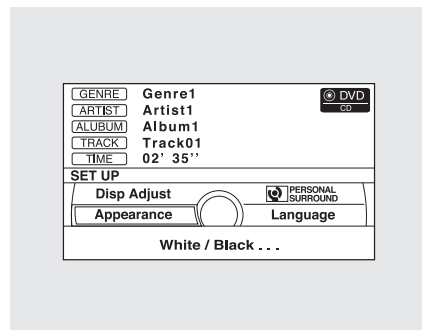 GENRE Genre1
DVD
CD
ARTIST Artist1
ALUBUM Album1
TRACK Track01
TIME 02' 35''
SET UP
Disp Adjust
PERSONAL
SURROUND
Appearance
Language
White / Black . . .